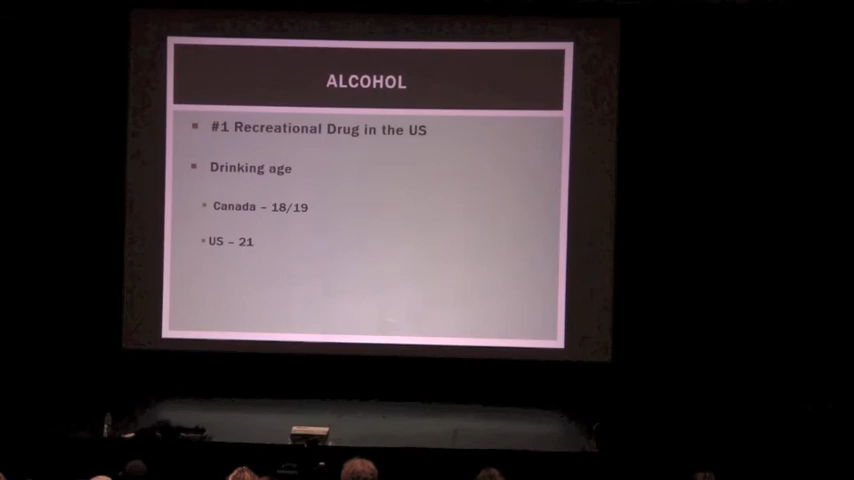 ALCOHOL
#1 Recreational Drug in the US
Drinking age
Canada – 18/19
US – 21